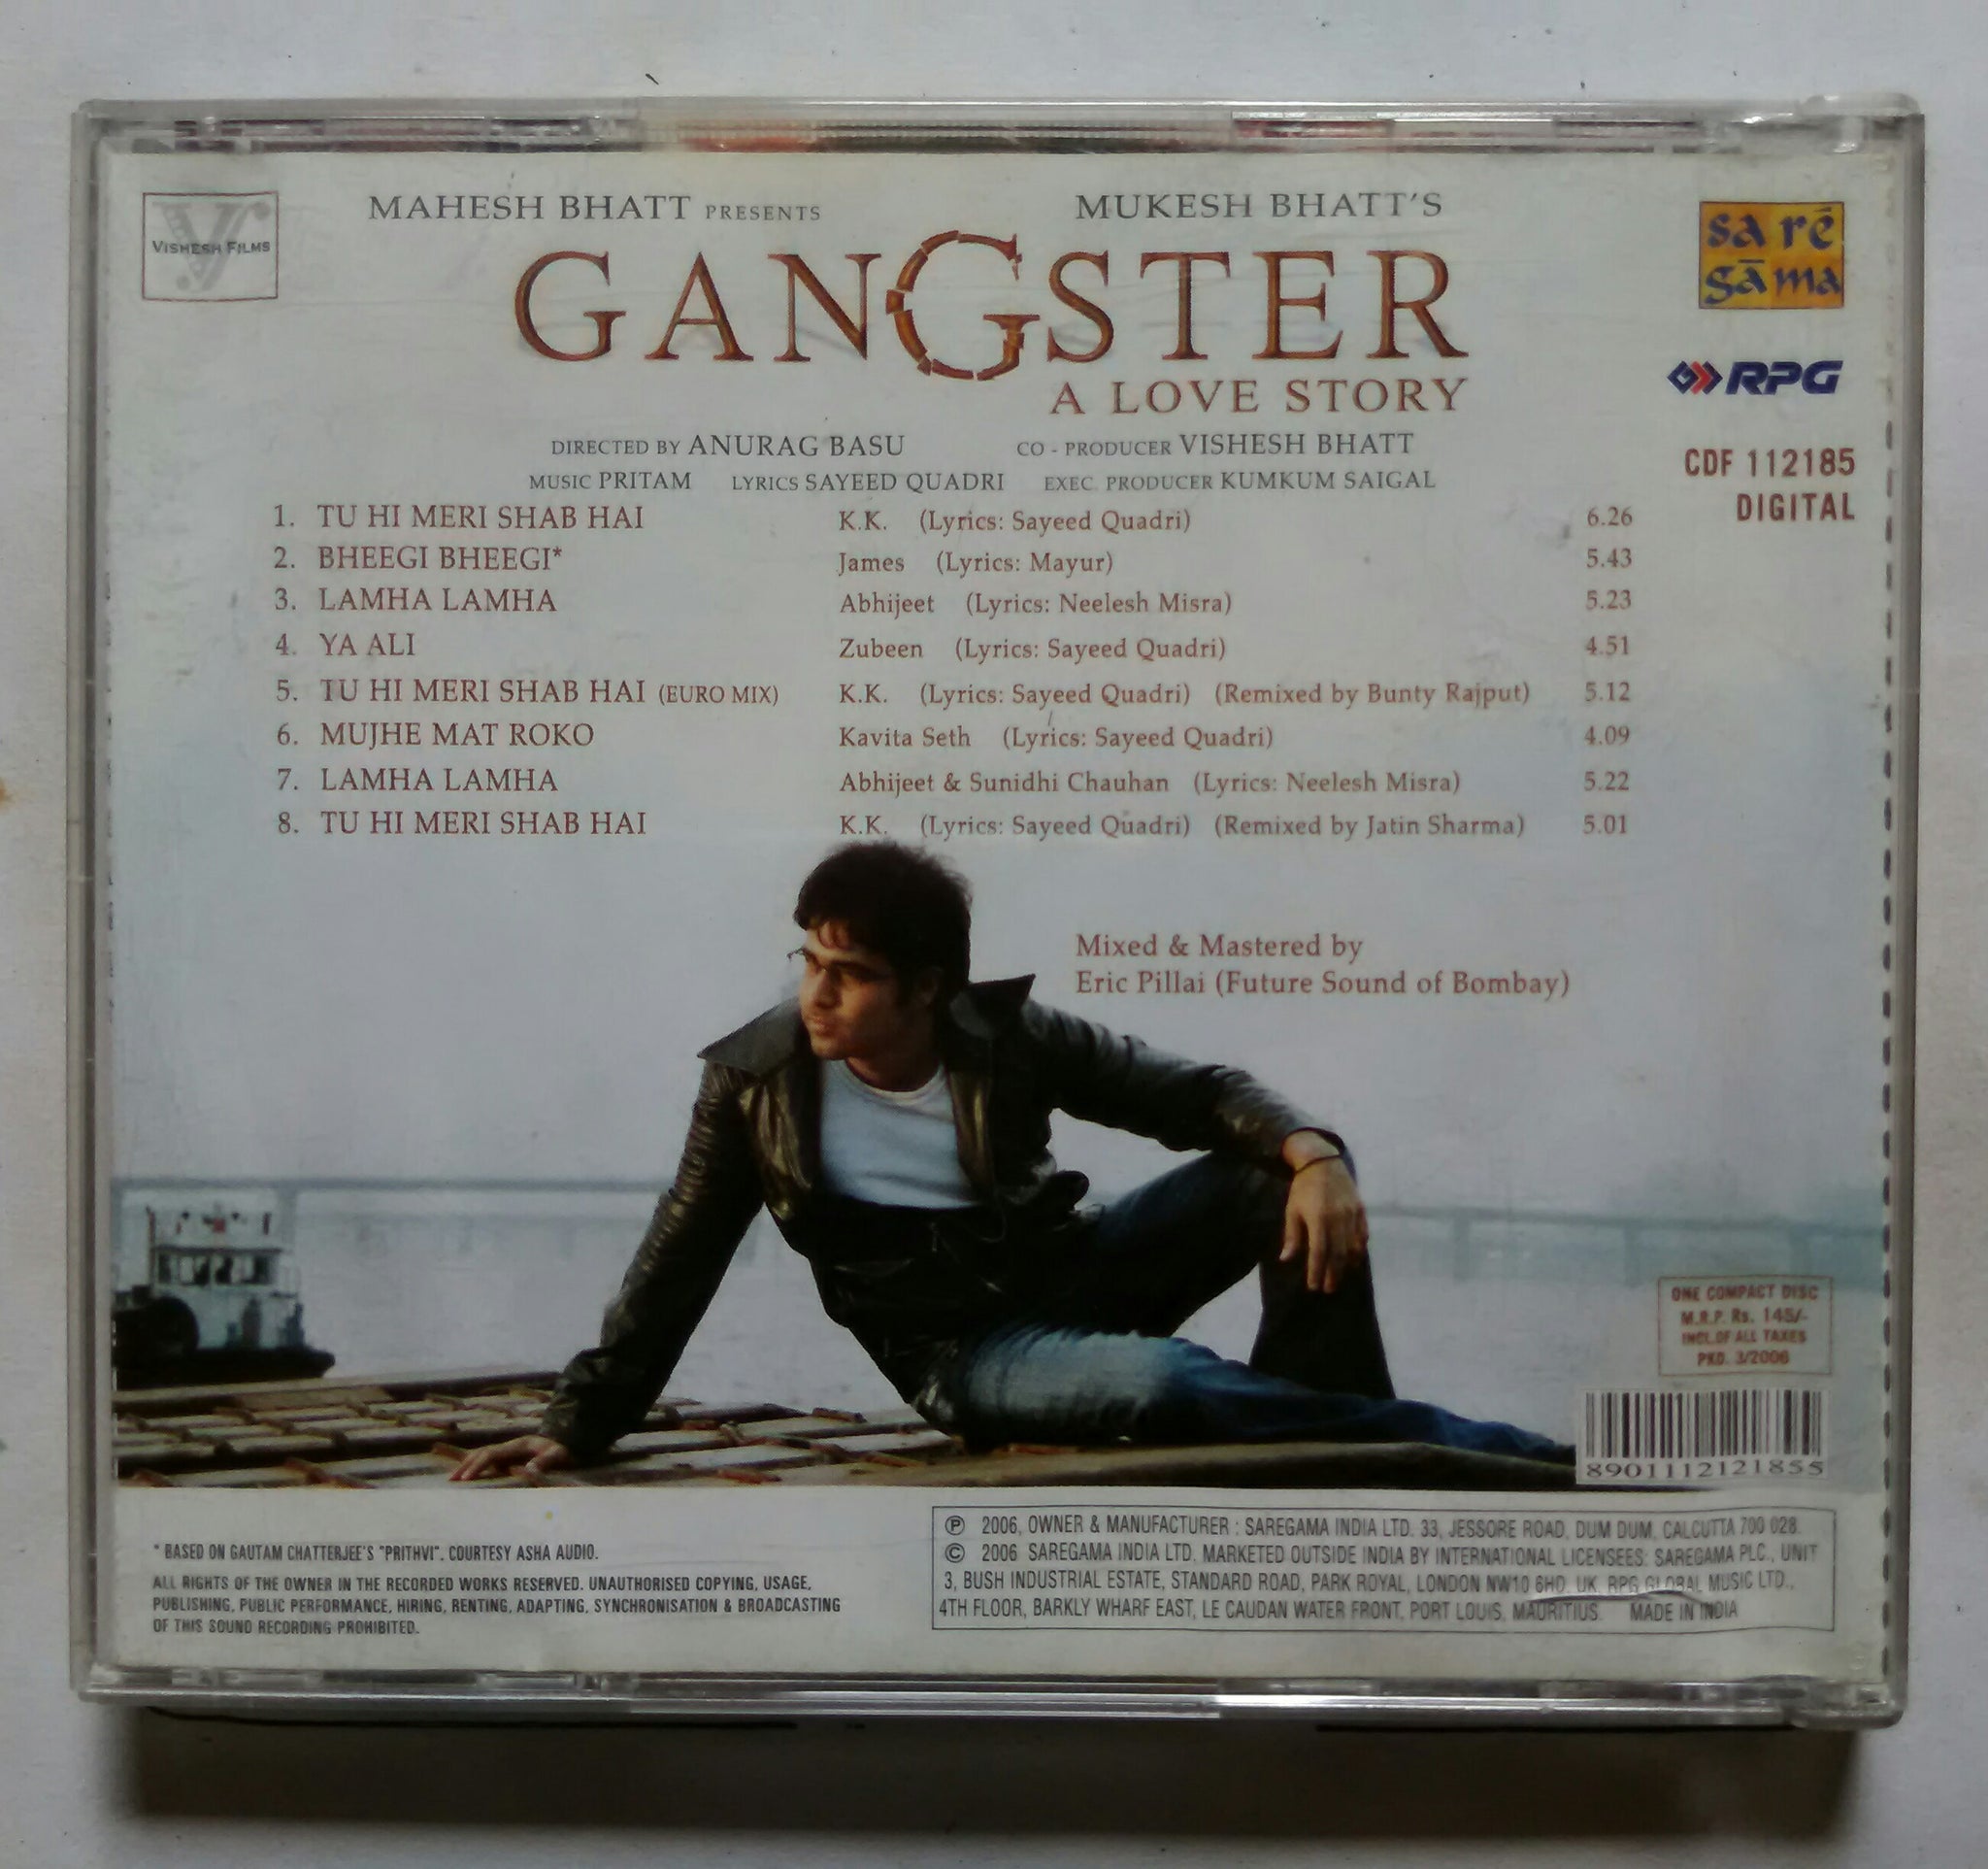 VISHESH FILMS
MAHESH BHATT PRESENTS MUKESH BHATT'S
GANGSTER
A LOVE STORY
sa rē
gāma
RPG
CDF 112185
DIGITAL
DIRECTED BY ANURAG BASU CO - PRODUCER VISHESH BHATT
MUSIC PRITAM LYRICS SAYEED QUADRI EXEC. PRODUCER KUMKUM SAIGAL
1. TU HI MERI SHAB HAI K.K. (Lyrics: Sayeed Quadri) 6.26
2. BHEEGI BHEEGI* James (Lyrics: Mayur) 5.43
3. LAMHA LAMHA Abhijeet (Lyrics: Neelesh Misra) 5.23
4. YA ALI Zubeen (Lyrics: Sayeed Quadri) 4.51
5. TU HI MERI SHAB HAI (EURO MIX) K.K. (Lyrics: Sayeed Quadri) (Remixed by Bunty Rajput) 5.12
6. MUJHE MAT ROKO Kavita Seth (Lyrics: Sayeed Quadri) 4.09
7. LAMHA LAMHA Abhijeet & Sunidhi Chauhan (Lyrics: Neelesh Misra) 5.22
8. TU HI MERI SHAB HAI K.K. (Lyrics: Sayeed Quadri) (Remixed by Jatin Sharma) 5.01
Mixed & Mastered by
Eric Pillai (Future Sound of Bombay)
ONE COMPACT DISC
M.R.P. Rs. 145/-
INCL.OF ALL TAXES
PKD. 3/2006
8901112121855
* BASED ON GAUTAM CHATTERJEE'S "PRITHVI". COURTESY ASHA AUDIO.
ALL RIGHTS OF THE OWNER IN THE RECORDED WORKS RESERVED. UNAUTHORISED COPYING, USAGE,
PUBLISHING, PUBLIC PERFORMANCE, HIRING, RENTING, ADAPTING, SYNCHRONISATION & BROADCASTING
OF THIS SOUND RECORDING PROHIBITED.
℗ 2006, OWNER & MANUFACTURER : SAREGAMA INDIA LTD. 33, JESSORE ROAD, DUM DUM, CALCUTTA 700 028.
© 2006 SAREGAMA INDIA LTD. MARKETED OUTSIDE INDIA BY INTERNATIONAL LICENSEES: SAREGAMA PLC., UNIT
3, BUSH INDUSTRIAL ESTATE, STANDARD ROAD, PARK ROYAL, LONDON NW10 6HD. UK. RPG GLOBAL MUSIC LTD.,
4TH FLOOR, BARKLY WHARF EAST, LE CAUDAN WATER FRONT, PORT LOUIS, MAURITIUS. MADE IN INDIA